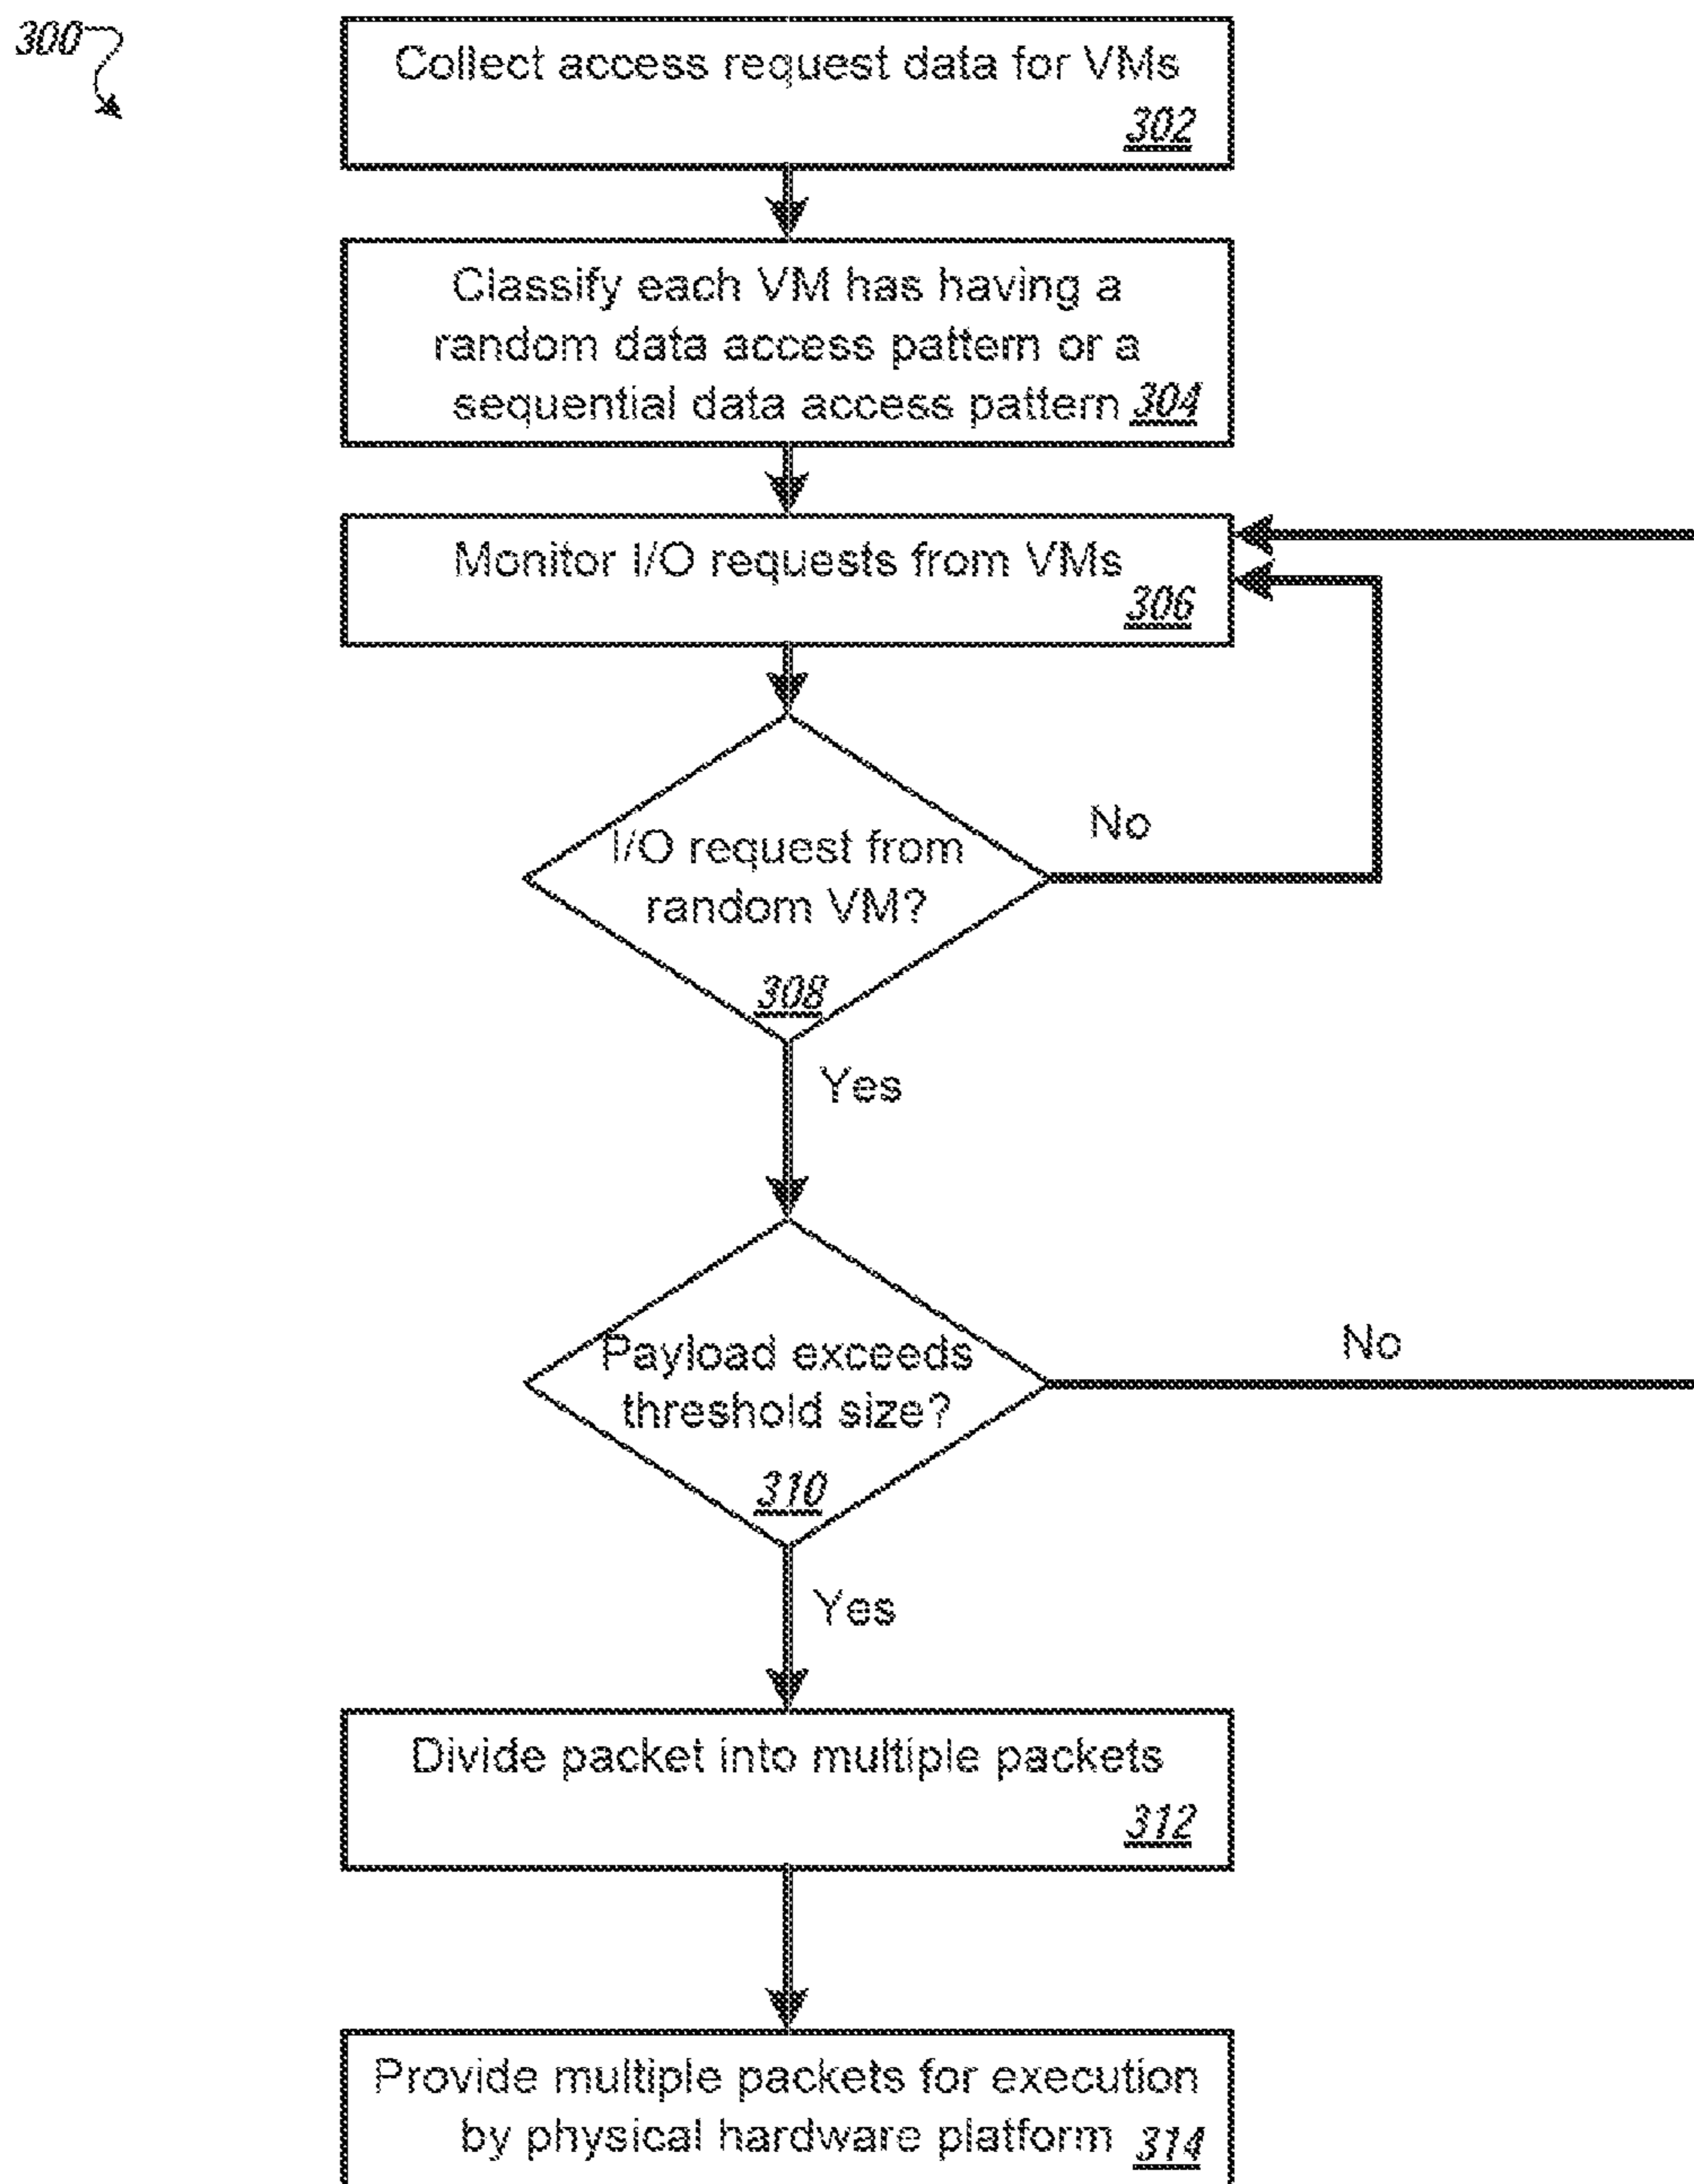 300
Collect access request data for VMs
302
Classify each VM has having a
random data access pattern or a
sequential data access pattern 304
Monitor I/O requests from VMs
306
I/O request from
random VM?
308
No
Yes
Payload exceeds
threshold size?
310
No
Yes
Divide packet into multiple packets
312
Provide multiple packets for execution
by physical hardware platform 314